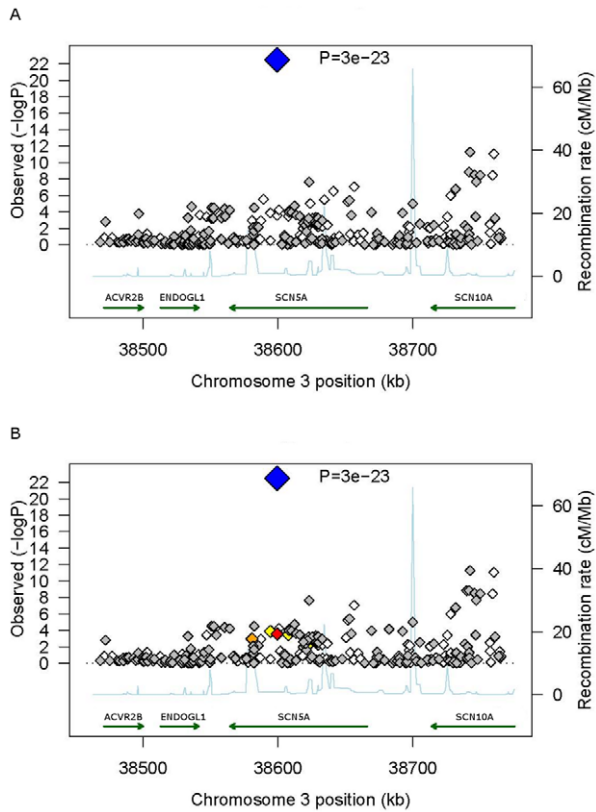 A
P=3e−23
22
20
18
16
14
12
10
8
6
4
2
0
Observed (−logP)
60
40
20
0
Recombination rate (cM/Mb)
ACVR2B ENDOGL1 SCN5A SCN10A
38500 38600 38700
Chromosome 3 position (kb)
B
P=3e−23
22
20
18
16
14
12
10
8
6
4
2
0
Observed (−logP)
60
40
20
0
Recombination rate (cM/Mb)
ACVR2B ENDOGL1 SCN5A SCN10A
38500 38600 38700
Chromosome 3 position (kb)